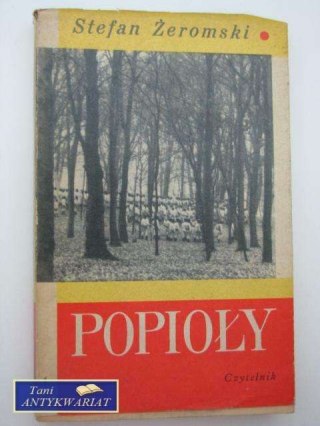 Stefan Żeromski
POPIOŁY
Czytelnik
Tani
ANTYKWARIAT